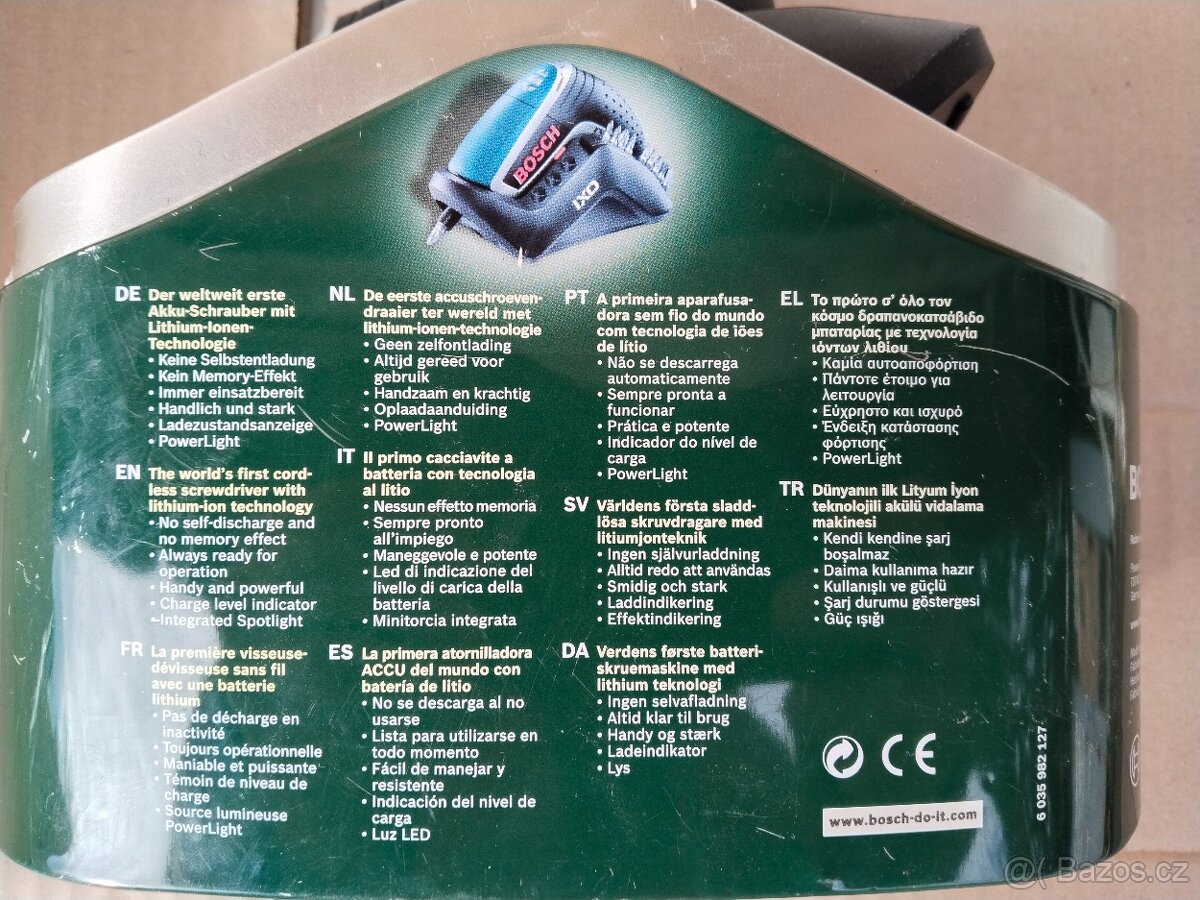 BOSCH
IXO
DE Der weltweit erste
Akku-Schrauber mit
Lithium-Ionen-
Technologie
• Keine Selbstentladung
• Kein Memory-Effekt
• Immer einsatzbereit
• Handlich und stark
• Ladezustandsanzeige
• PowerLight
EN The world's first cord-
less screwdriver with
lithium-ion technology
• No self-discharge and
no memory effect
• Always ready for
operation
• Handy and powerful
• Charge level indicator
• Integrated Spotlight
FR La première visseuse-
dévisseuse sans fil
avec une batterie
lithium
• Pas de décharge en
inactivité
• Toujours opérationnelle
• Maniable et puissante
• Témoin de niveau de
charge
• Source lumineuse
PowerLight
NL De eerste accuschroeven-
draaier ter wereld met
lithium-ionen-technologie
• Geen zelfontlading
• Altijd gereed voor
gebruik
• Handzaam en krachtig
• Oplaadaanduiding
• PowerLight
IT Il primo cacciavite a
batteria con tecnologia
al litio
• Nessun effetto memoria
• Sempre pronto
all'impiego
• Maneggevole e potente
• Led di indicazione del
livello di carica della
batteria
• Minitorcia integrata
ES La primera atornilladora
ACCU del mundo con
batería de litio
• No se descarga al no
usarse
• Lista para utilizarse en
todo momento
• Fácil de manejar y
resistente
• Indicación del nivel de
carga
• Luz LED
PT A primeira aparafusa-
dora sem fio do mundo
com tecnologia de iões
de lítio
• Não se descarrega
automaticamente
• Sempre pronta a
funcionar
• Prática e potente
• Indicador do nível de
carga
• PowerLight
SV Världens första sladd-
lösa skruvdragare med
litiumjonteknik
• Ingen självurladdning
• Alltid redo att användas
• Smidig och stark
• Laddindikering
• Effektindikering
DA Verdens første batteri-
skruemaskine med
lithium teknologi
• Ingen selvafladning
• Altid klar til brug
• Handy og stærk
• Ladeindikator
• Lys
EL Το πρώτο σ' όλο τον
κόσμο δραπανοκατσάβιδο
μπαταρίας με τεχνολογία
ιόντων λιθίου
• Καμία αυτοαποφόρτιση
• Πάντοτε έτοιμο για
λειτουργία
• Εύχρηστο και ισχυρό
• Ένδειξη κατάστασης
φόρτισης
• PowerLight
TR Dünyanın ilk Lityum İyon
teknolojili akülü vidalama
makinesi
• Kendi kendine şarj
boşalmaz
• Daima kullanıma hazır
• Kullanışlı ve güçlü
• Şarj durumu göstergesi
• Güç ışığı
CE
www.bosch-do-it.com
6 035 982 127
Bazos.cz